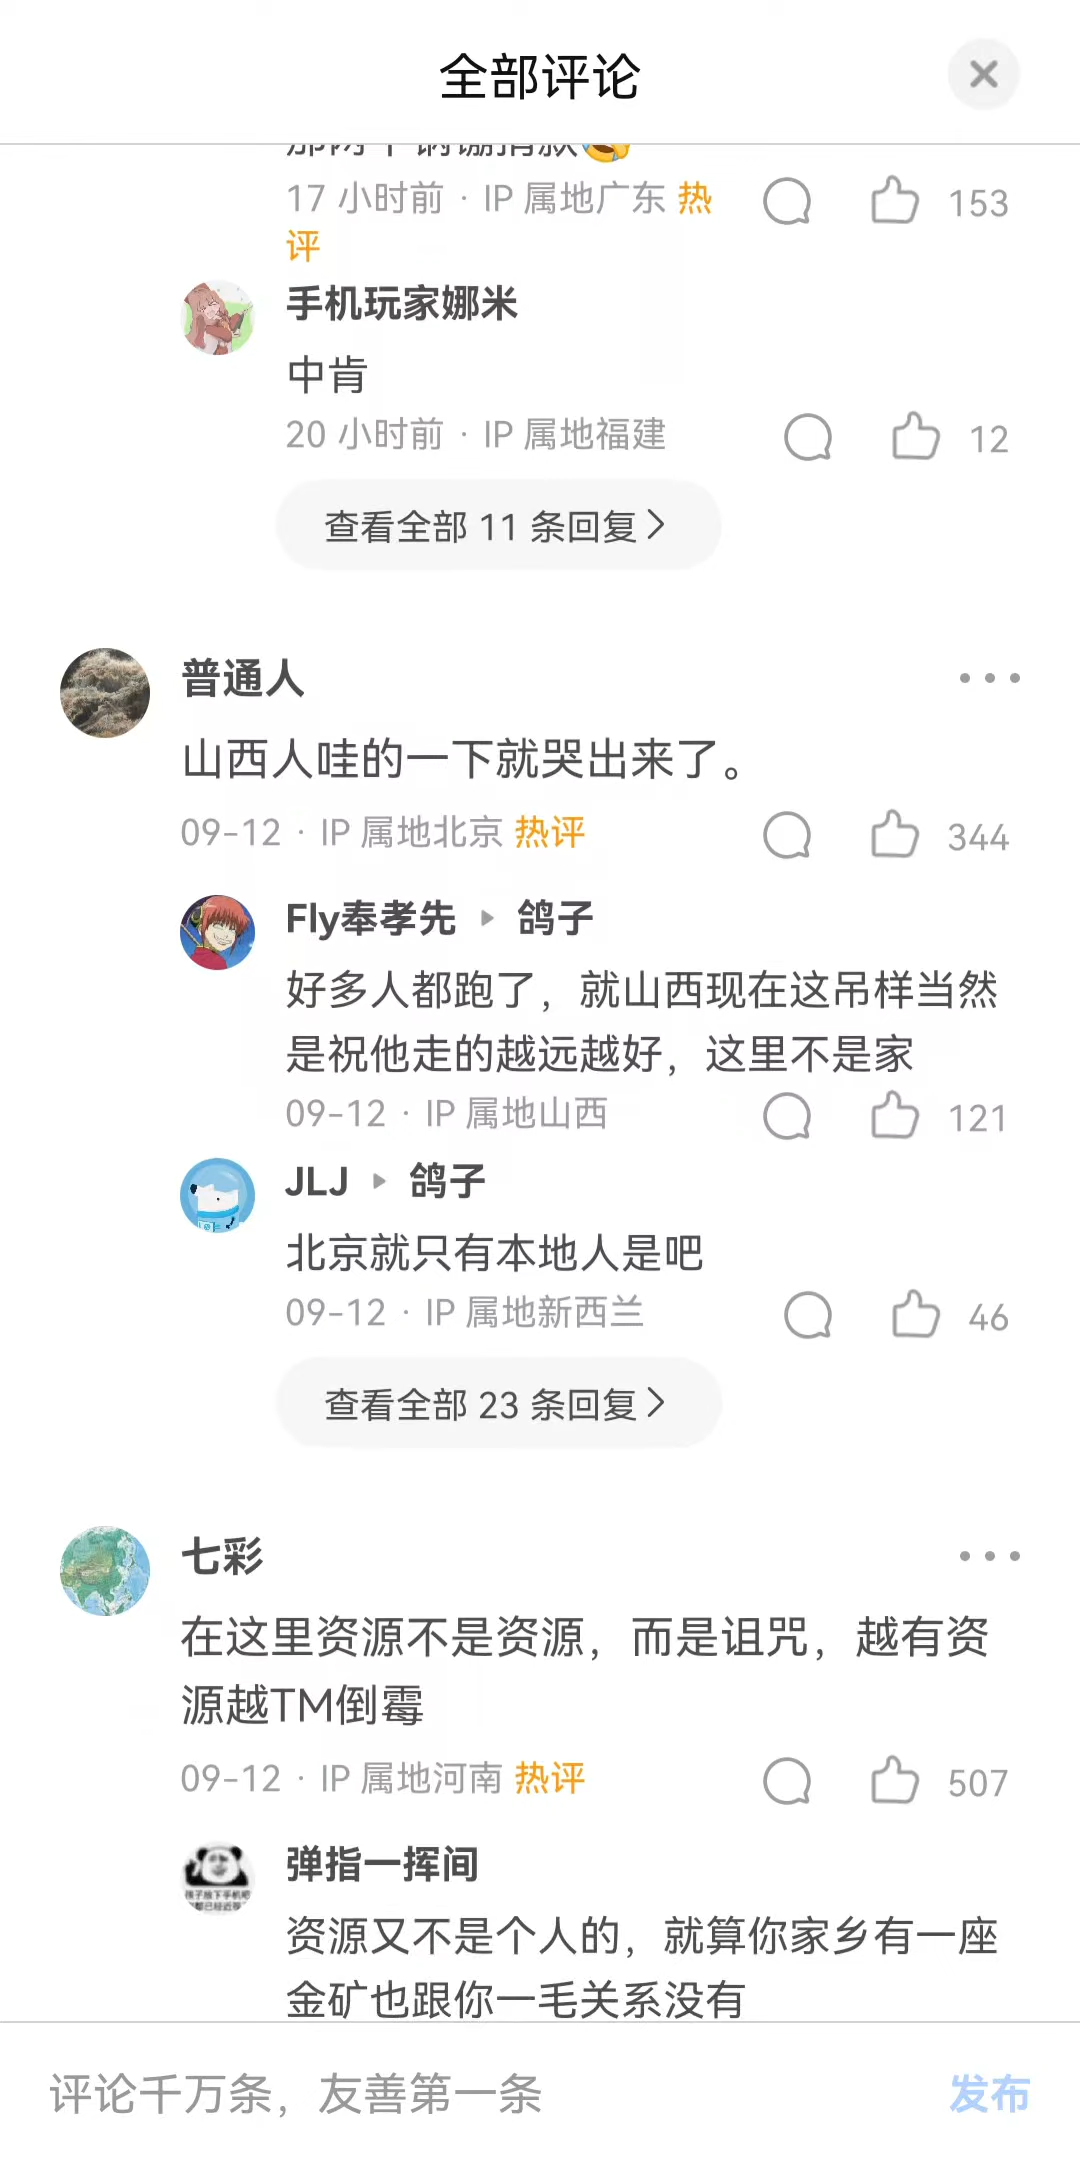 全部评论
17 小时前 · IP 属地广东 热
评
153
手机玩家娜米
中肯
20 小时前 · IP 属地福建
12
查看全部 11 条回复
普通人
山西人哇的一下就哭出来了。
09-12 · IP 属地北京 热评
344
Fly奉孝先 ▸ 鸽子
好多人都跑了，就山西现在这吊样当然
是祝他走的越远越好，这里不是家
09-12 · IP 属地山西
121
JLJ ▸ 鸽子
北京就只有本地人是吧
09-12 · IP 属地新西兰
46
查看全部 23 条回复
七彩
在这里资源不是资源，而是诅咒，越有资
源越TM倒霉
09-12 · IP 属地河南 热评
507
弹指一挥间
资源又不是个人的，就算你家乡有一座
金矿也跟你一毛关系没有
评论千万条，友善第一条
发布